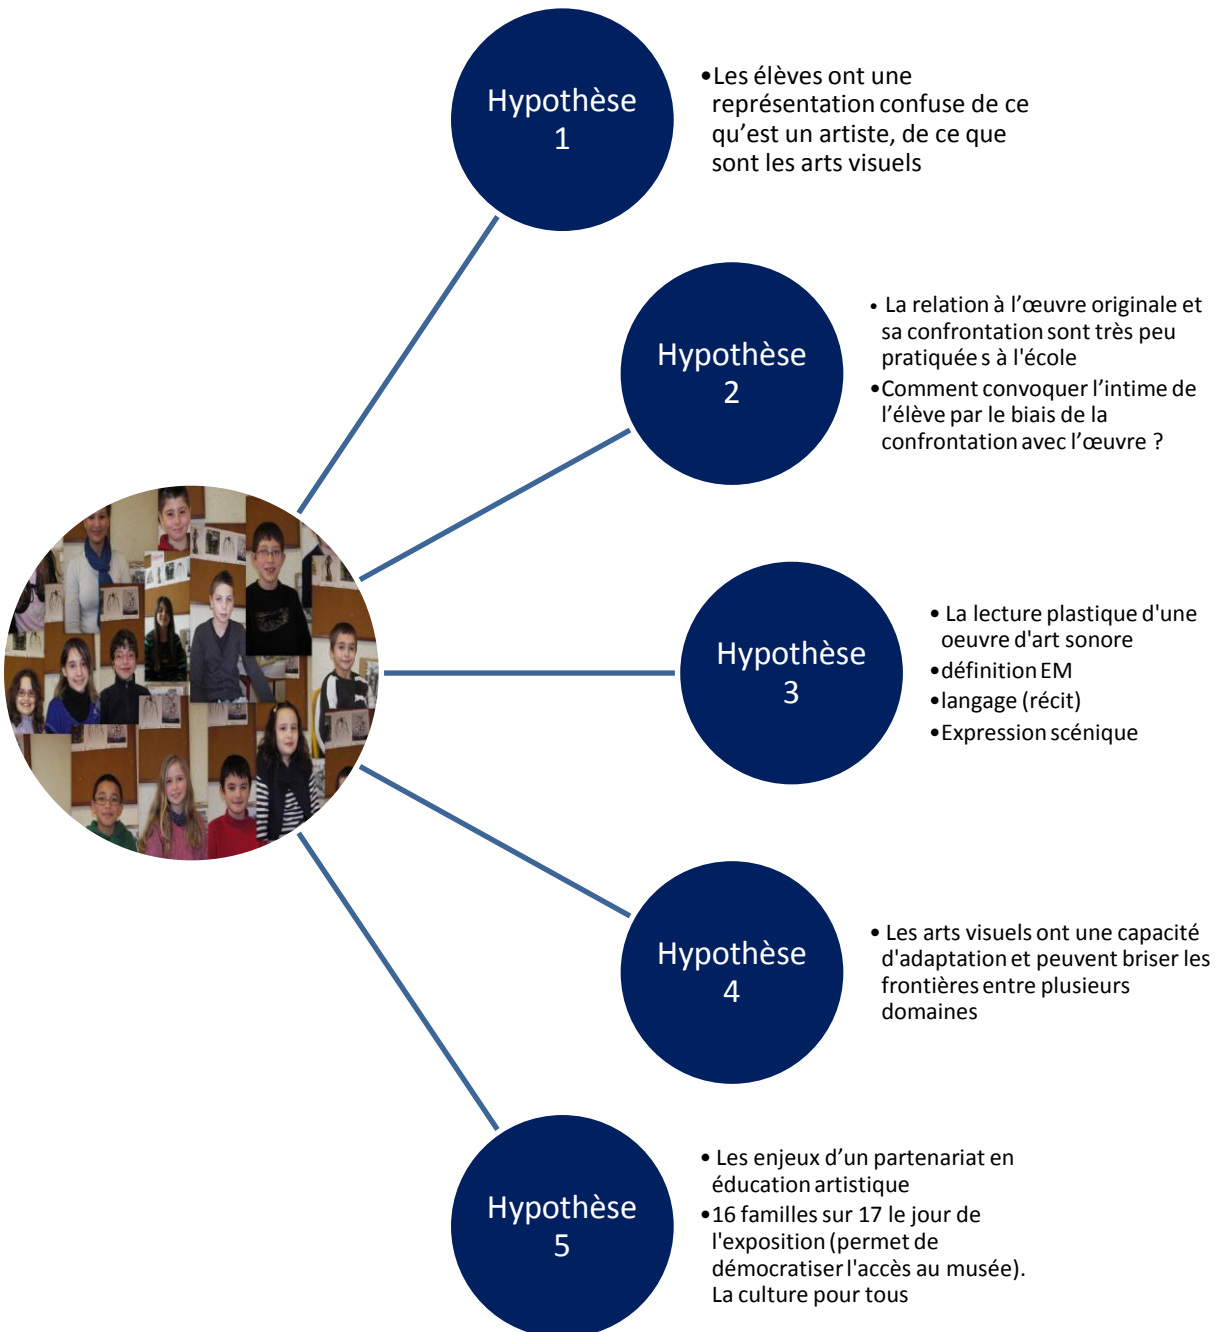 Hypothèse
1
•Les élèves ont une
représentation confuse de ce
qu’est un artiste, de ce que
sont les arts visuels
Hypothèse
2
• La relation à l’œuvre originale et
sa confrontation sont très peu
pratiquée s à l'école
•Comment convoquer l’intime de
l’élève par le biais de la
confrontation avec l’œuvre ?
Hypothèse
3
• La lecture plastique d'une
oeuvre d'art sonore
•définition EM
•langage (récit)
•Expression scénique
Hypothèse
4
• Les arts visuels ont une capacité
d'adaptation et peuvent briser les
frontières entre plusieurs
domaines
Hypothèse
5
• Les enjeux d’un partenariat en
éducation artistique
•16 familles sur 17 le jour de
l'exposition (permet de
démocratiser l'accès au musée).
La culture pour tous